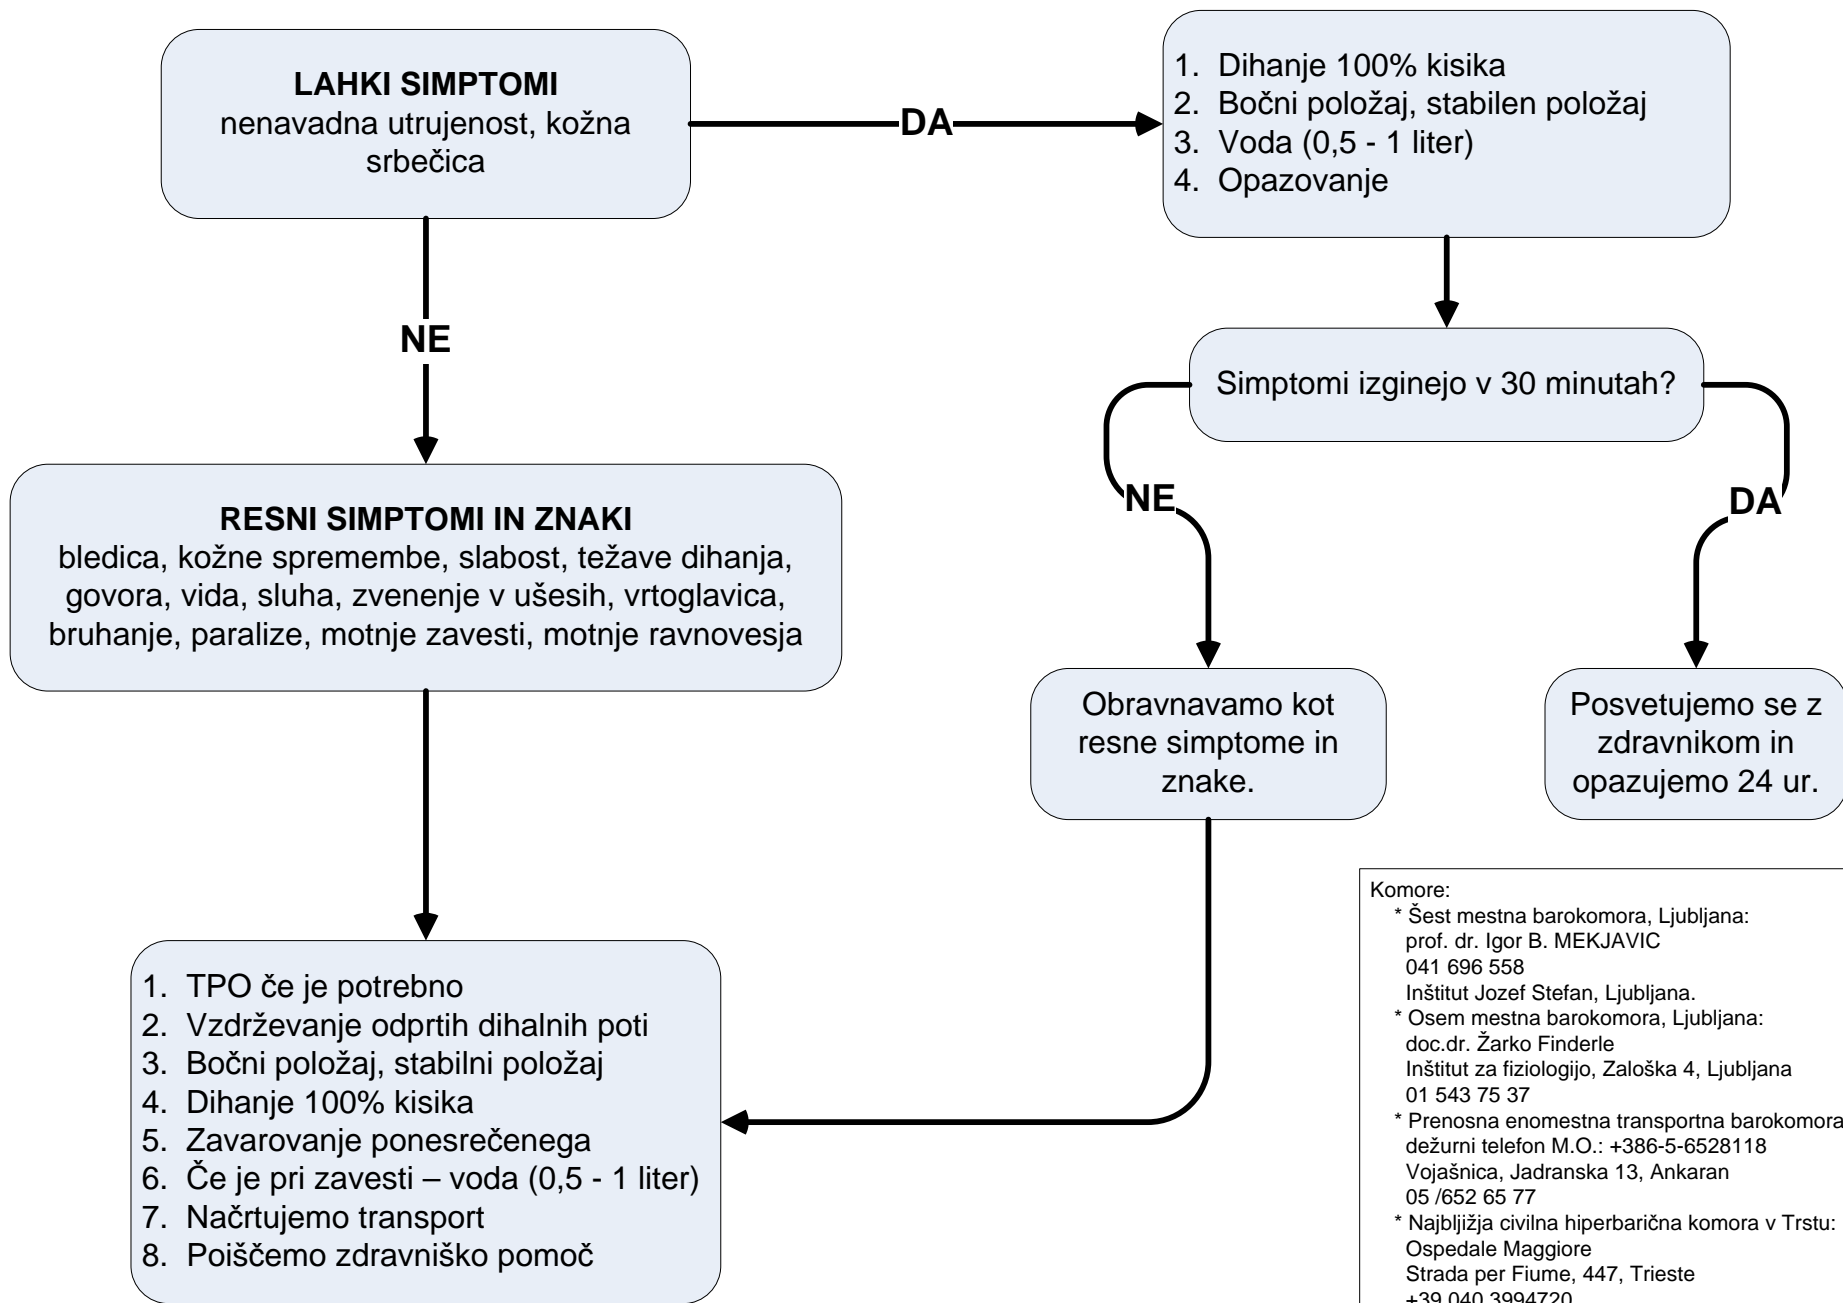 LAHKI SIMPTOMI
nenavadna utrujenost, kožna
srbečica
DA
1. Dihanje 100% kisika
2. Bočni položaj, stabilen položaj
3. Voda (0,5 - 1 liter)
4. Opazovanje
NE
Simptomi izginejo v 30 minutah?
NE
DA
RESNI SIMPTOMI IN ZNAKI
bledica, kožne spremembe, slabost, težave dihanja,
govora, vida, sluha, zvenenje v ušesih, vrtoglavica,
bruhanje, paralize, motnje zavesti, motnje ravnovesja
Obravnavamo kot
resne simptome in
znake.
Posvetujemo se z
zdravnikom in
opazujemo 24 ur.
1. TPO če je potrebno
2. Vzdrževanje odprtih dihalnih poti
3. Bočni položaj, stabilni položaj
4. Dihanje 100% kisika
5. Zavarovanje ponesrečenega
6. Če je pri zavesti – voda (0,5 - 1 liter)
7. Načrtujemo transport
8. Poiščemo zdravniško pomoč
Komore:
* Šest mestna barokomora, Ljubljana:
prof. dr. Igor B. MEKJAVIC
041 696 558
Inštitut Jozef Stefan, Ljubljana.
* Osem mestna barokomora, Ljubljana:
doc.dr. Žarko Finderle
Inštitut za fiziologijo, Zaloška 4, Ljubljana
01 543 75 37
* Prenosna enomestna transportna barokomora
dežurni telefon M.O.: +386-5-6528118
Vojašnica, Jadranska 13, Ankaran
05 /652 65 77
* Najbljižja civilna hiperbarična komora v Trstu:
Ospedale Maggiore
Strada per Fiume, 447, Trieste
+39 040 3994720